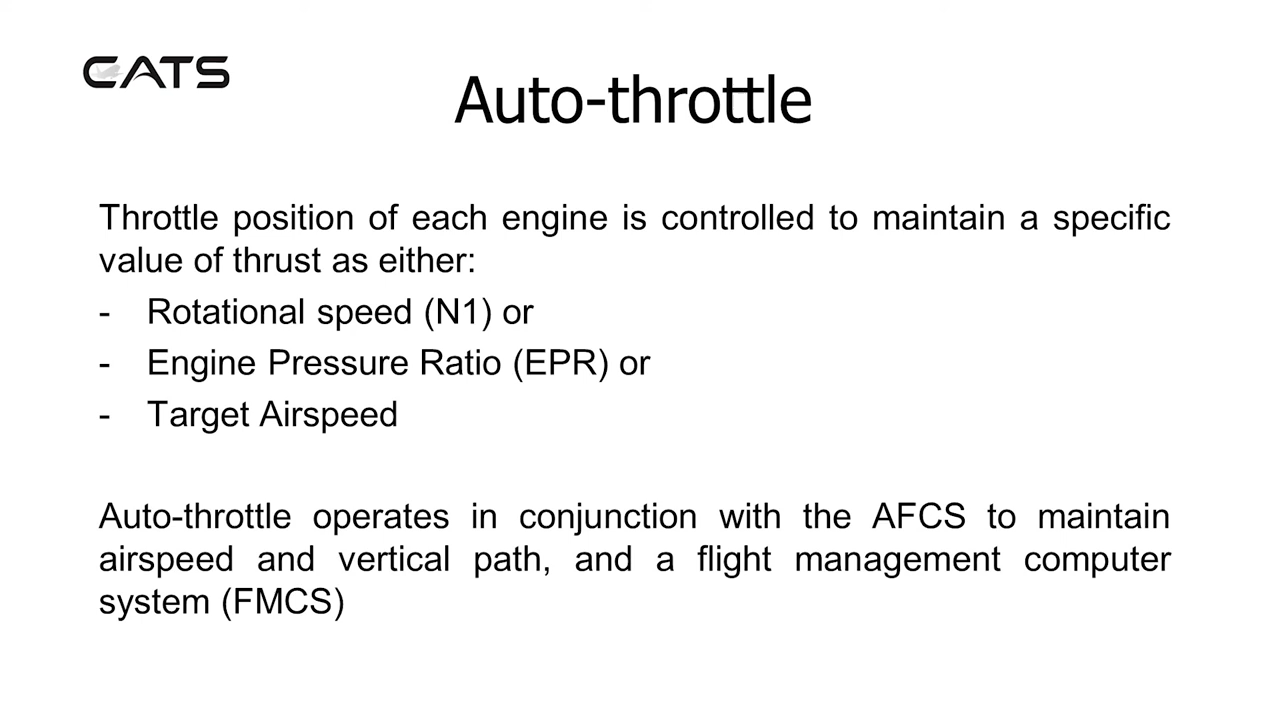 CATS
Auto-throttle
Throttle position of each engine is controlled to maintain a specific
value of thrust as either:
- Rotational speed (N1) or
- Engine Pressure Ratio (EPR) or
- Target Airspeed
Auto-throttle operates in conjunction with the AFCS to maintain
airspeed and vertical path, and a flight management computer
system (FMCS)